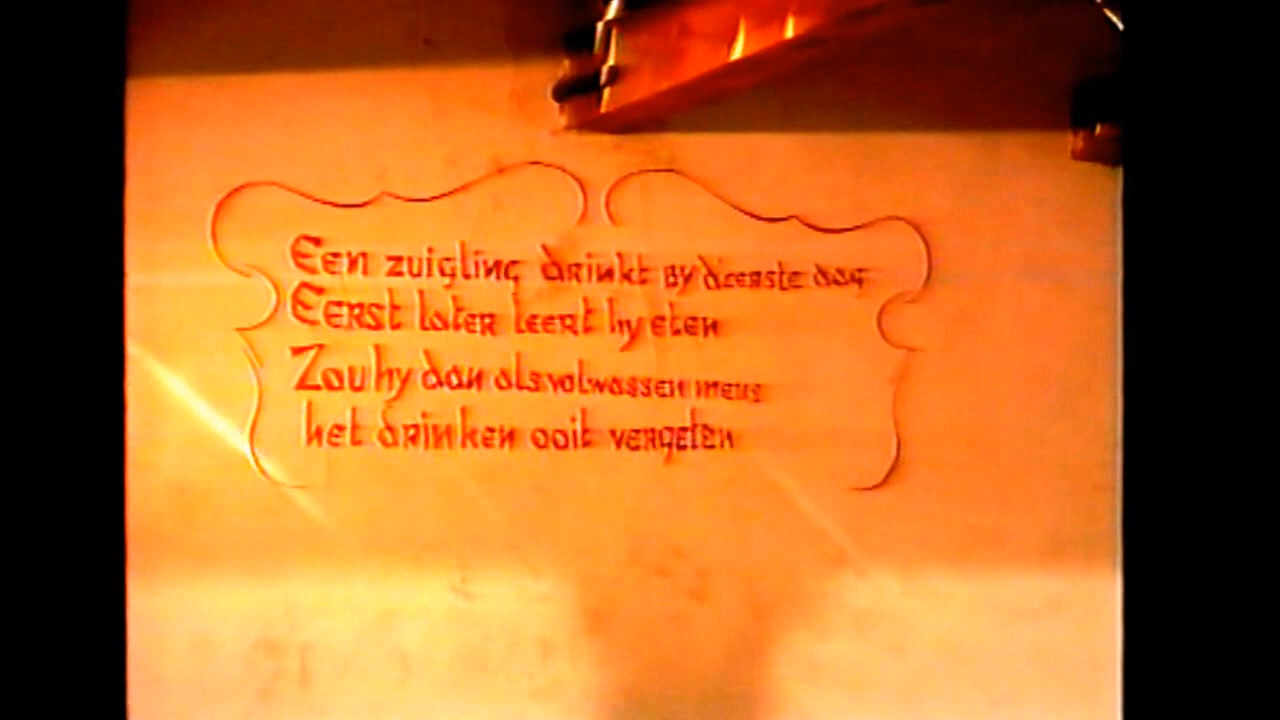 Een zuigling drinkt by d'eerste dag
Eerst later leert hy eten
Zou hy dan als volwassen mens
het drinken ooit vergeten